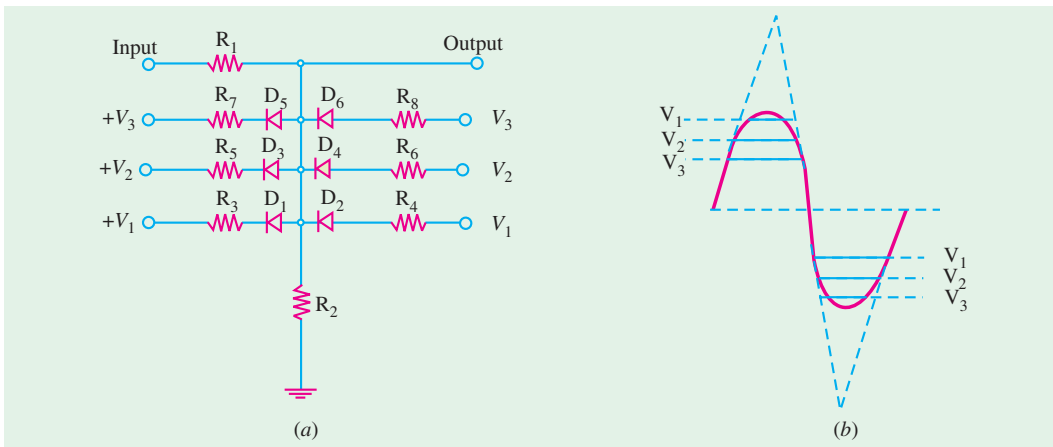 Input R1 Output
+V3 R7 D5 D6 R8 V3
+V2 R5 D3 D4 R6 V2
+V1 R3 D1 D2 R4 V1
R2
(a)
V1
V2
V3
V1
V2
V3
(b)